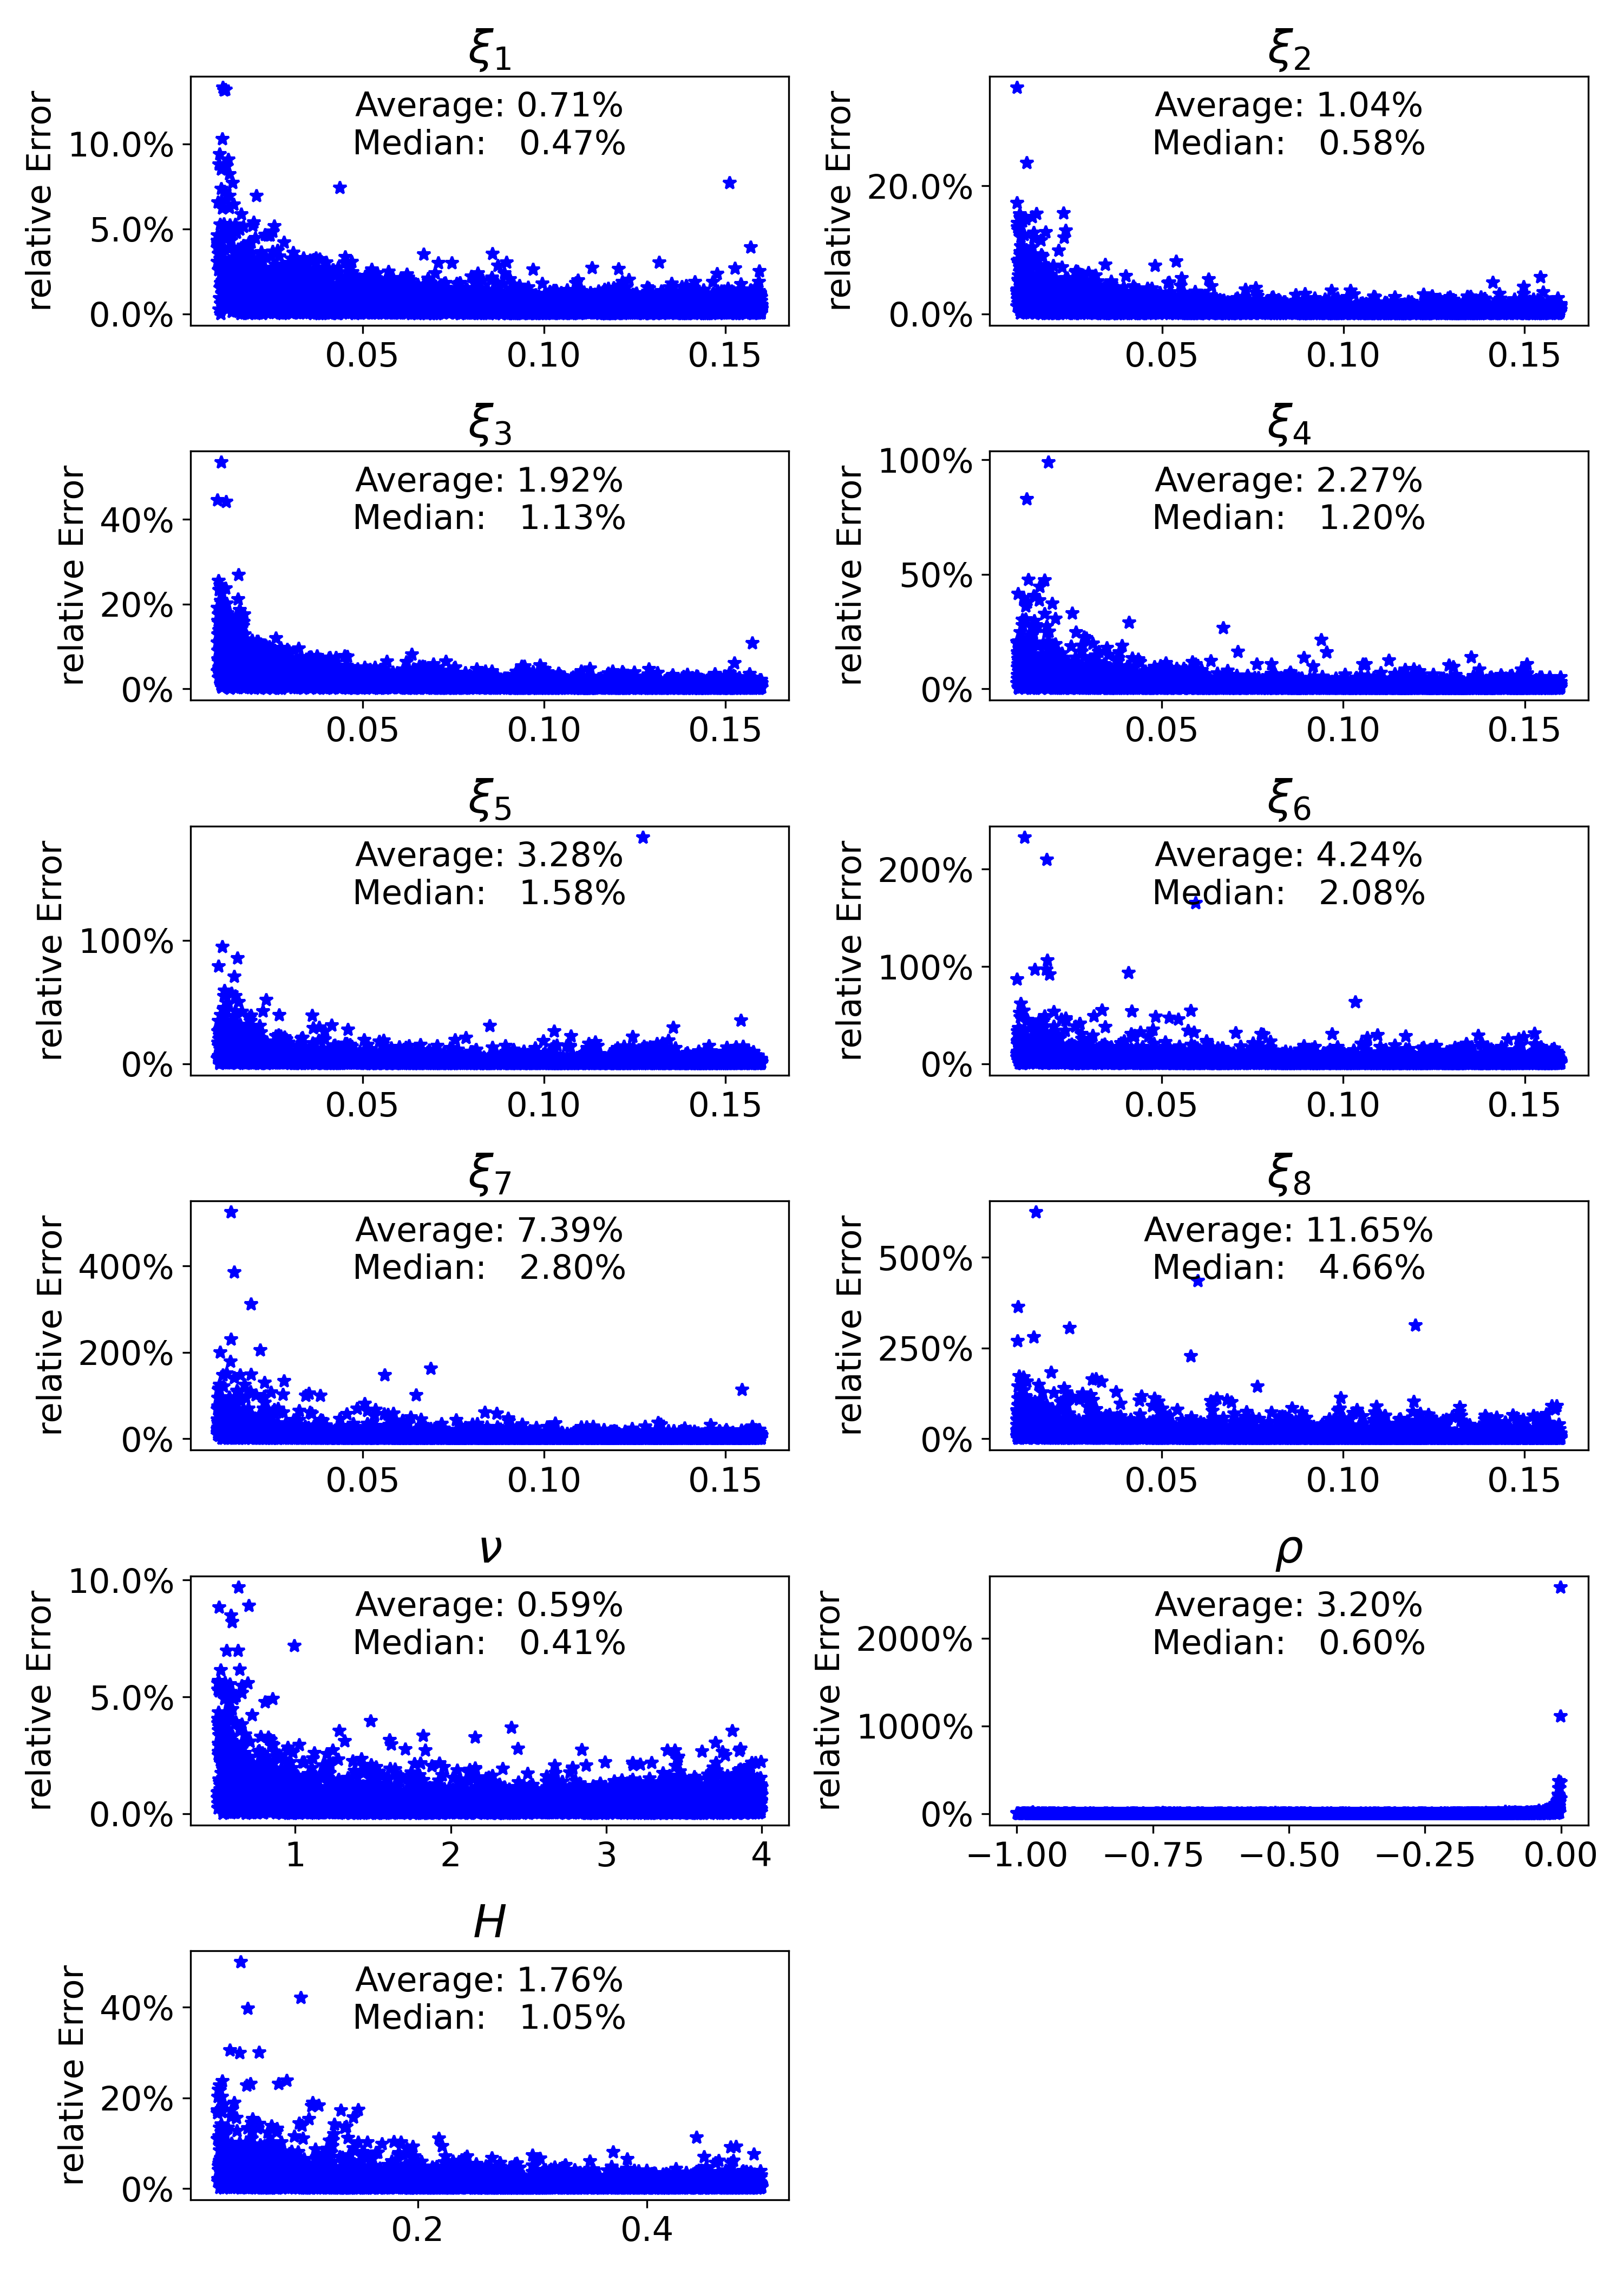 ξ1
relative Error
10.0%
5.0%
0.0%
Average: 0.71%
Median: 0.47%
0.05 0.10 0.15
ξ2
relative Error
20.0%
0.0%
Average: 1.04%
Median: 0.58%
0.05 0.10 0.15
ξ3
relative Error
40%
20%
0%
Average: 1.92%
Median: 1.13%
0.05 0.10 0.15
ξ4
relative Error
100%
50%
0%
Average: 2.27%
Median: 1.20%
0.05 0.10 0.15
ξ5
relative Error
100%
0%
Average: 3.28%
Median: 1.58%
0.05 0.10 0.15
ξ6
relative Error
200%
100%
0%
Average: 4.24%
Median: 2.08%
0.05 0.10 0.15
ξ7
relative Error
400%
200%
0%
Average: 7.39%
Median: 2.80%
0.05 0.10 0.15
ξ8
relative Error
500%
250%
0%
Average: 11.65%
Median: 4.66%
0.05 0.10 0.15
ν
relative Error
10.0%
5.0%
0.0%
Average: 0.59%
Median: 0.41%
1 2 3 4
ρ
relative Error
2000%
1000%
0%
Average: 3.20%
Median: 0.60%
−1.00 −0.75 −0.50 −0.25 0.00
H
relative Error
40%
20%
0%
Average: 1.76%
Median: 1.05%
0.2 0.4